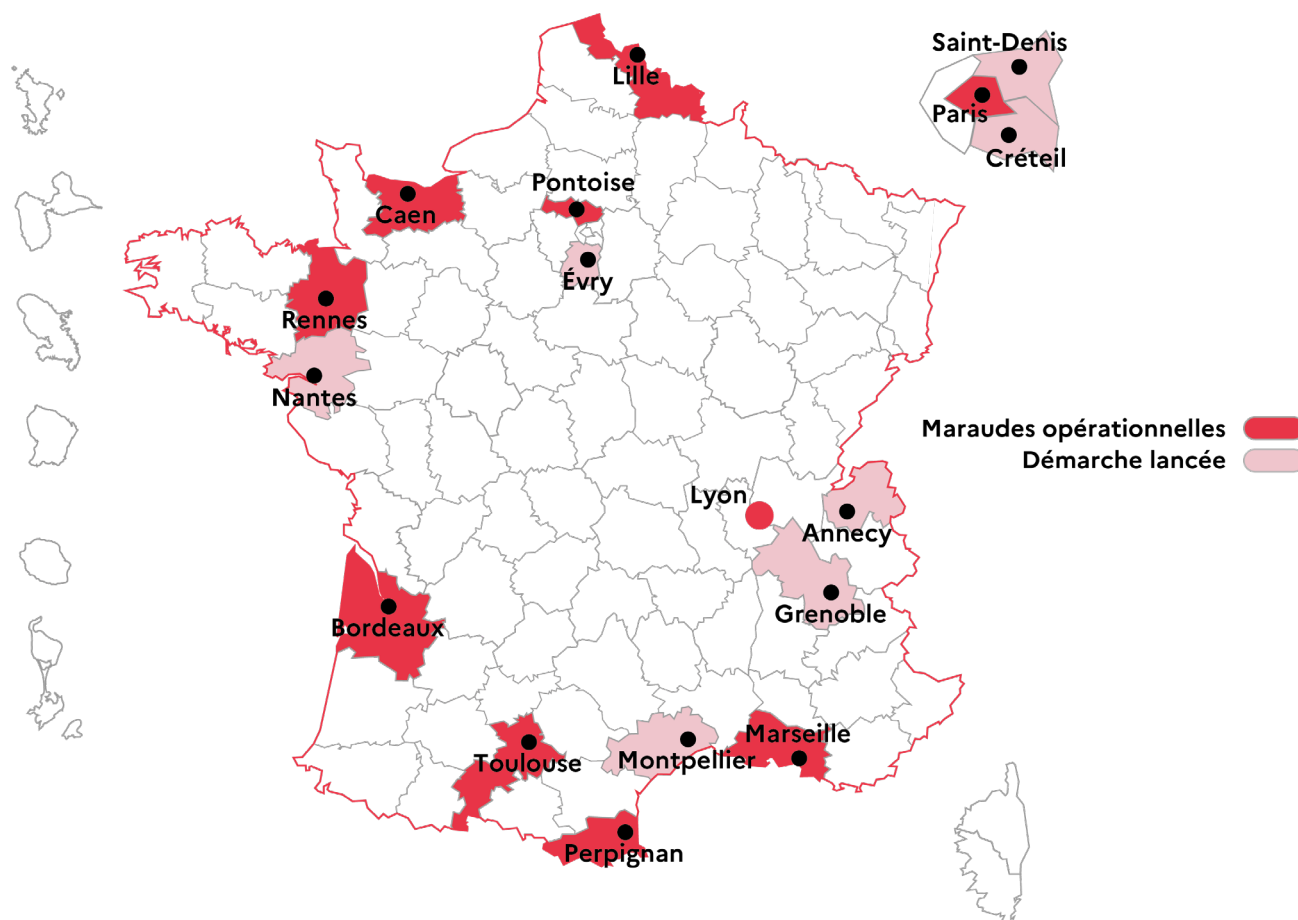 Saint-Denis
Paris
Créteil
Lille
Pontoise
Caen
Évry
Rennes
Nantes
Maraudes opérationnelles
Démarche lancée
Lyon
Annecy
Grenoble
Bordeaux
Marseille
Toulouse
Montpellier
Perpignan